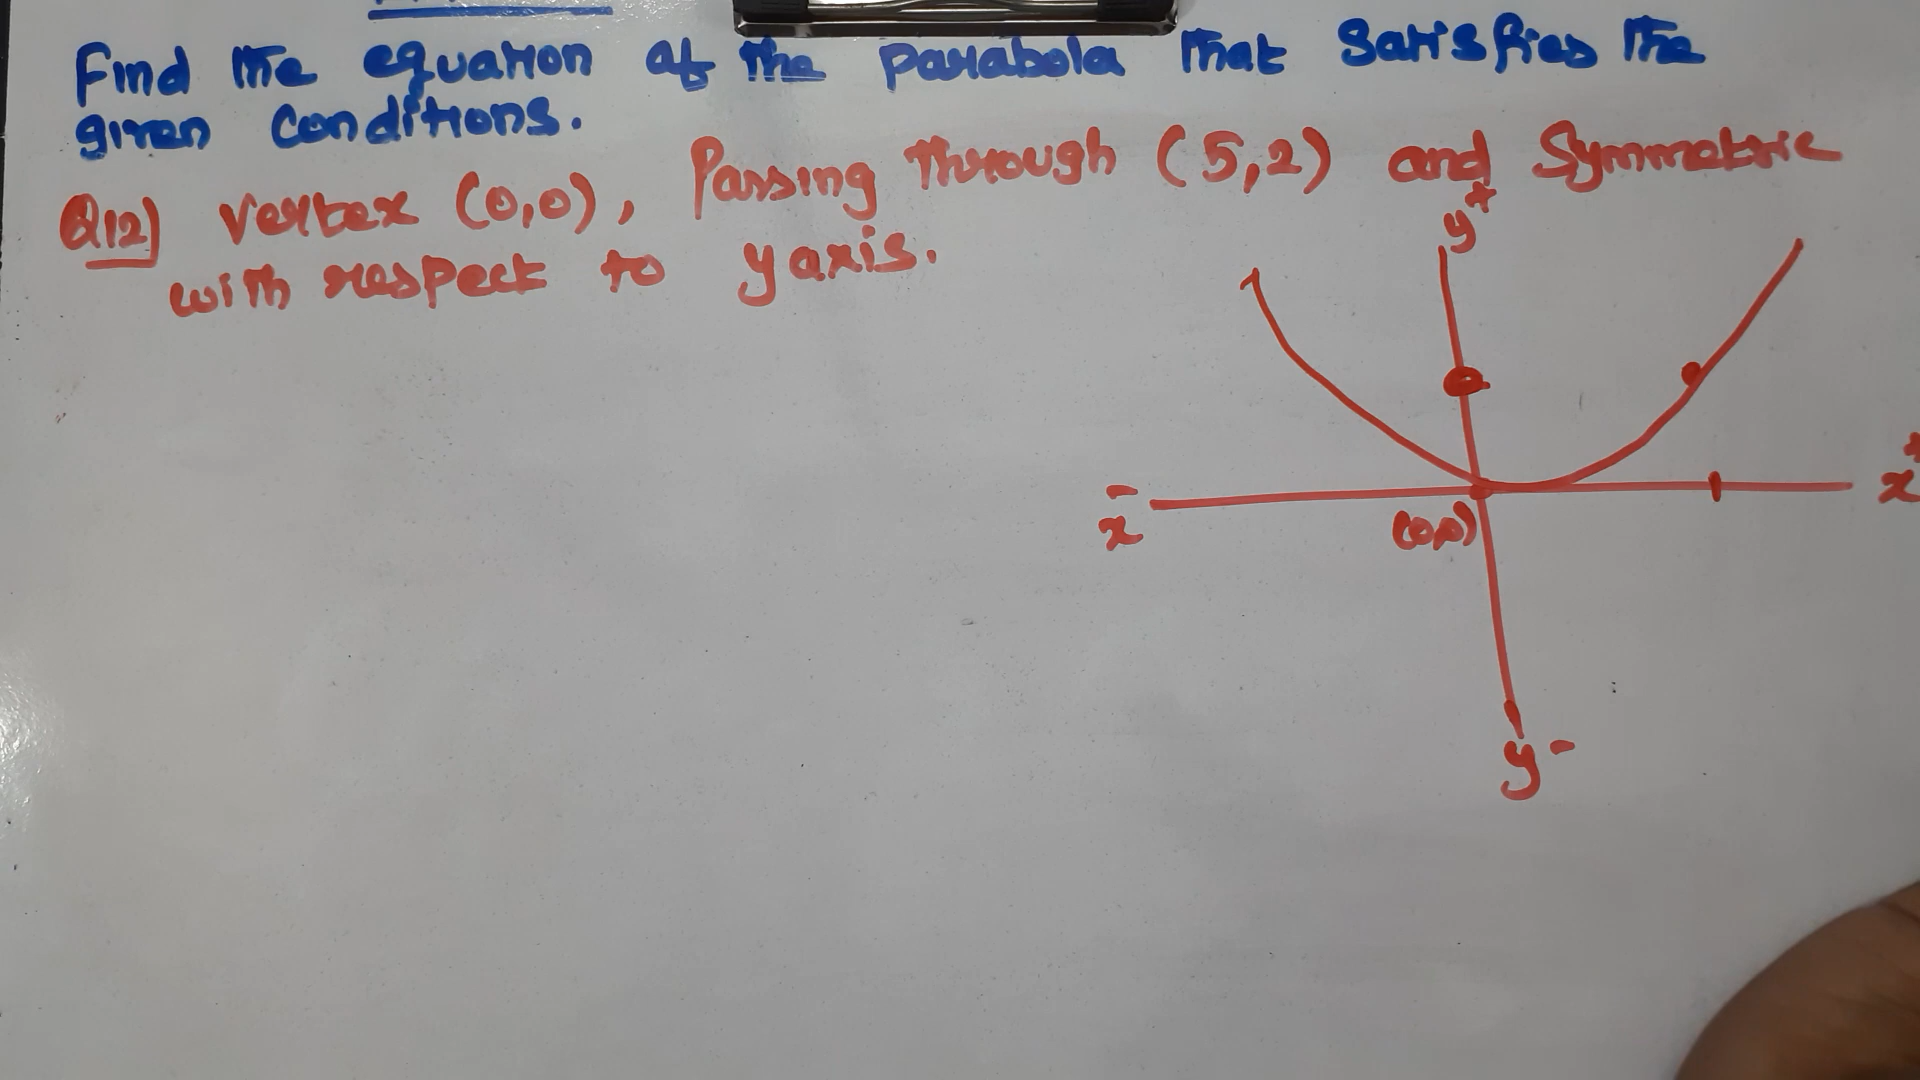 Find the equation of the parabola that satisfies the
given conditions.
Q12) Vertex (0,0), Passing through (5,2) and Symmetric
with respect to y axis.
y+
x+
x-
(0,0)
y-